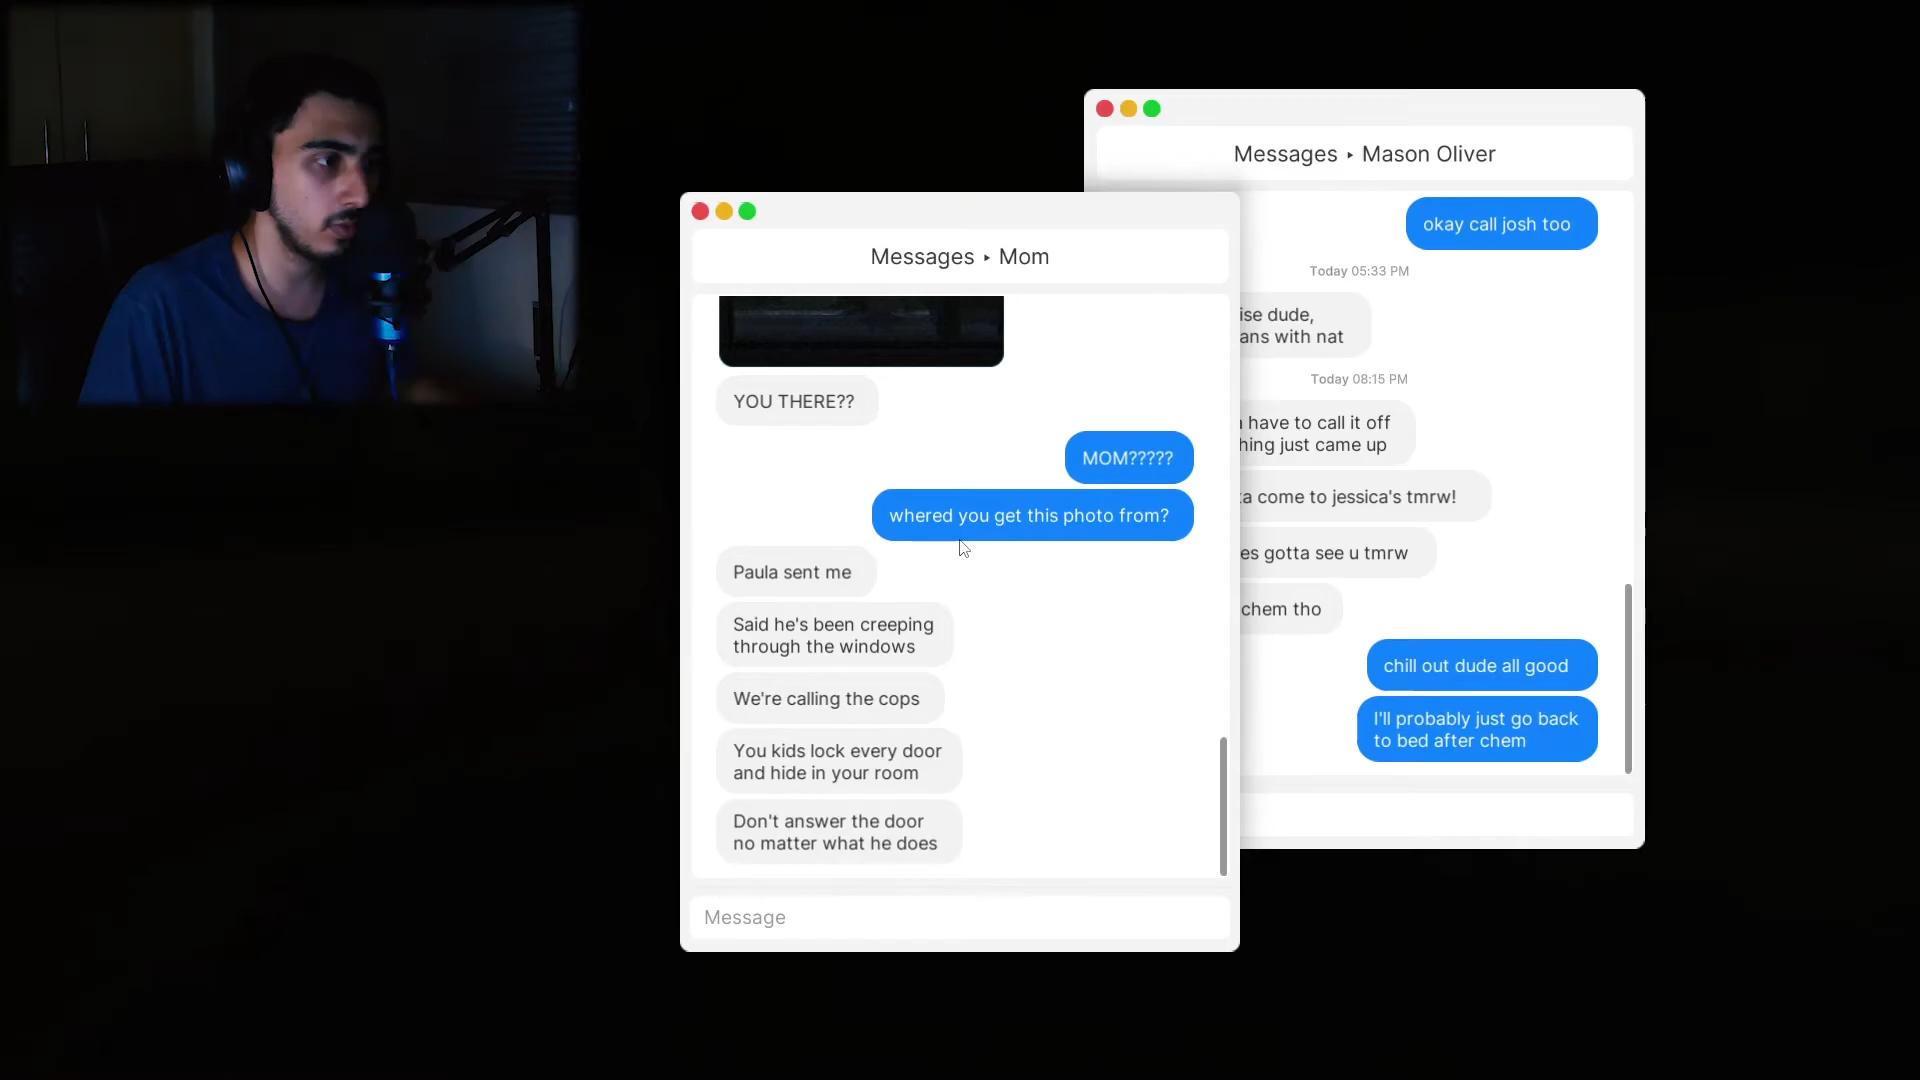 Messages ▸ Mason Oliver
okay call josh too
Today 05:33 PM
dude,
with nat
Today 08:15 PM
have to call it off
just came up
come to jessica's tmrw!
gotta see u tmrw
chem tho
chill out dude all good
I'll probably just go back
to bed after chem
Messages ▸ Mom
YOU THERE??
MOM?????
whered you get this photo from?
Paula sent me
Said he's been creeping
through the windows
We're calling the cops
You kids lock every door
and hide in your room
Don't answer the door
no matter what he does
Message